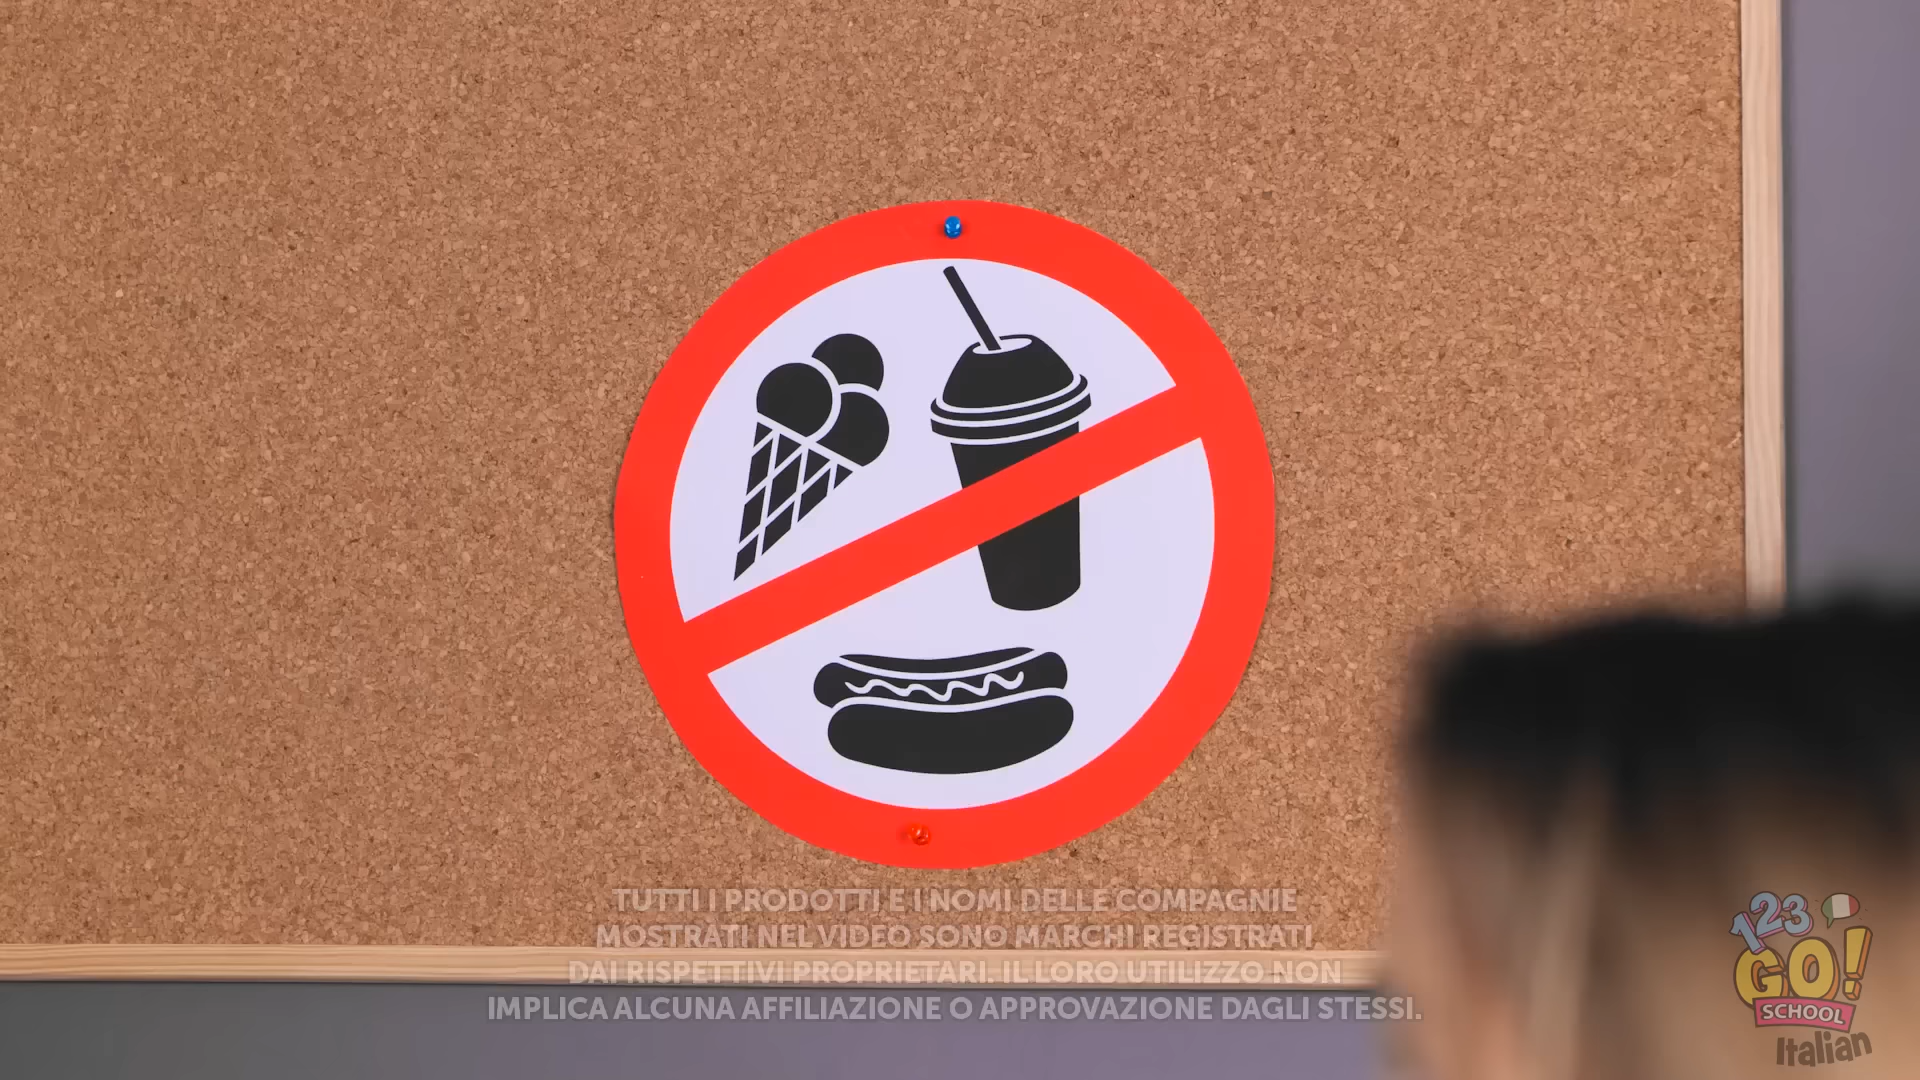 TUTTI I PRODOTTI E I NOMI DELLE COMPAGNIE
MOSTRATI NEL VIDEO SONO MARCHI REGISTRATI
DAI RISPETTIVI PROPRIETARI. IL LORO UTILIZZO NON
IMPLICA ALCUNA AFFILIAZIONE O APPROVAZIONE DAGLI STESSI.
123
GO!
SCHOOL
Italian